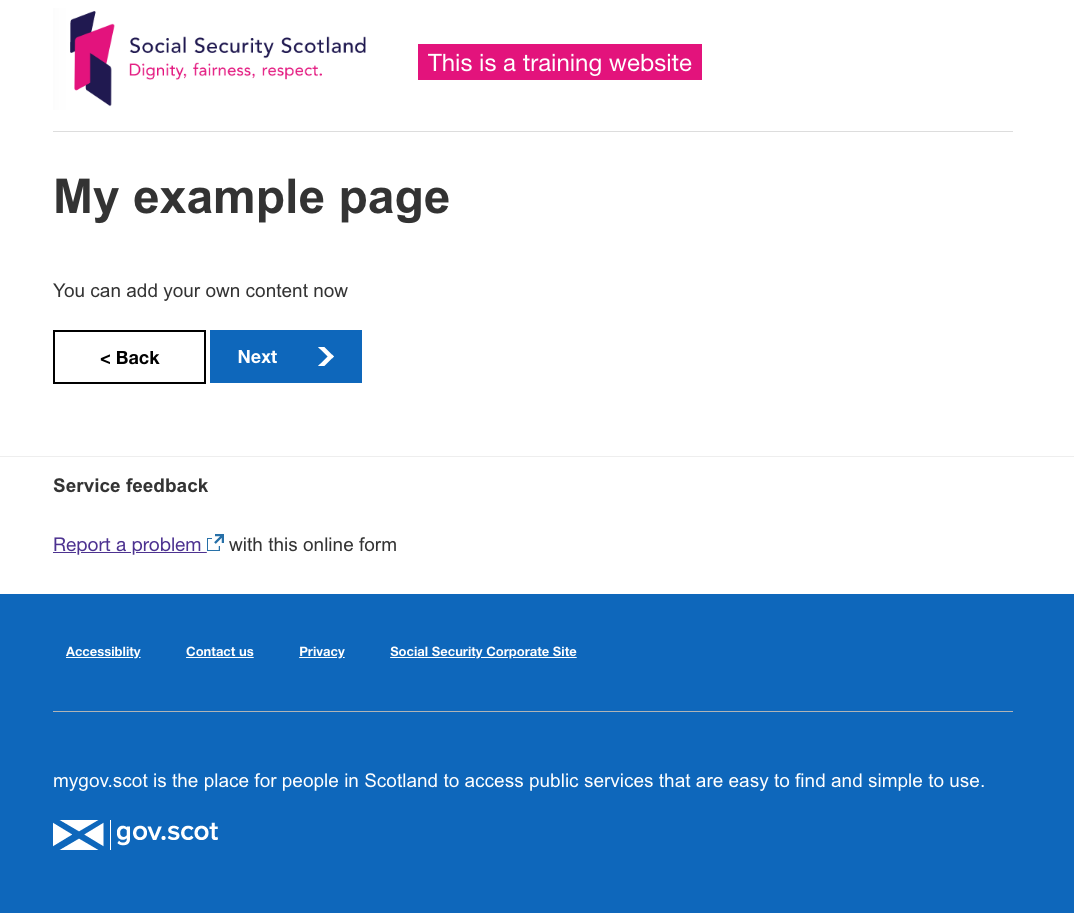 Social Security Scotland
Dignity, fairness, respect.
This is a training website
My example page
You can add your own content now
< Back
Next
Service feedback
Report a problem with this online form
Accessiblity
Contact us
Privacy
Social Security Corporate Site
mygov.scot is the place for people in Scotland to access public services that are easy to find and simple to use.
gov.scot